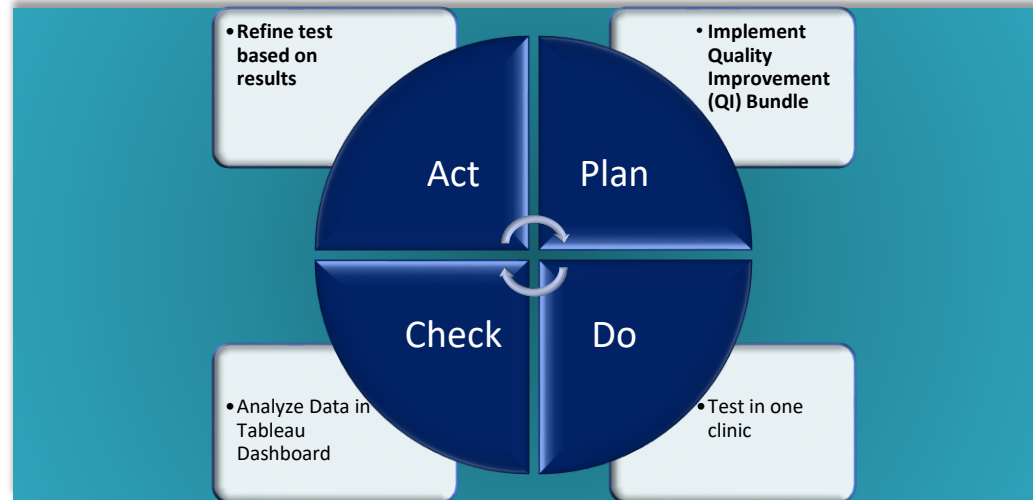 • Refine test
based on
results
• Implement
Quality
Improvement
(QI) Bundle
Act
Plan
Check
Do
• Analyze Data in
Tableau
Dashboard
• Test in one
clinic